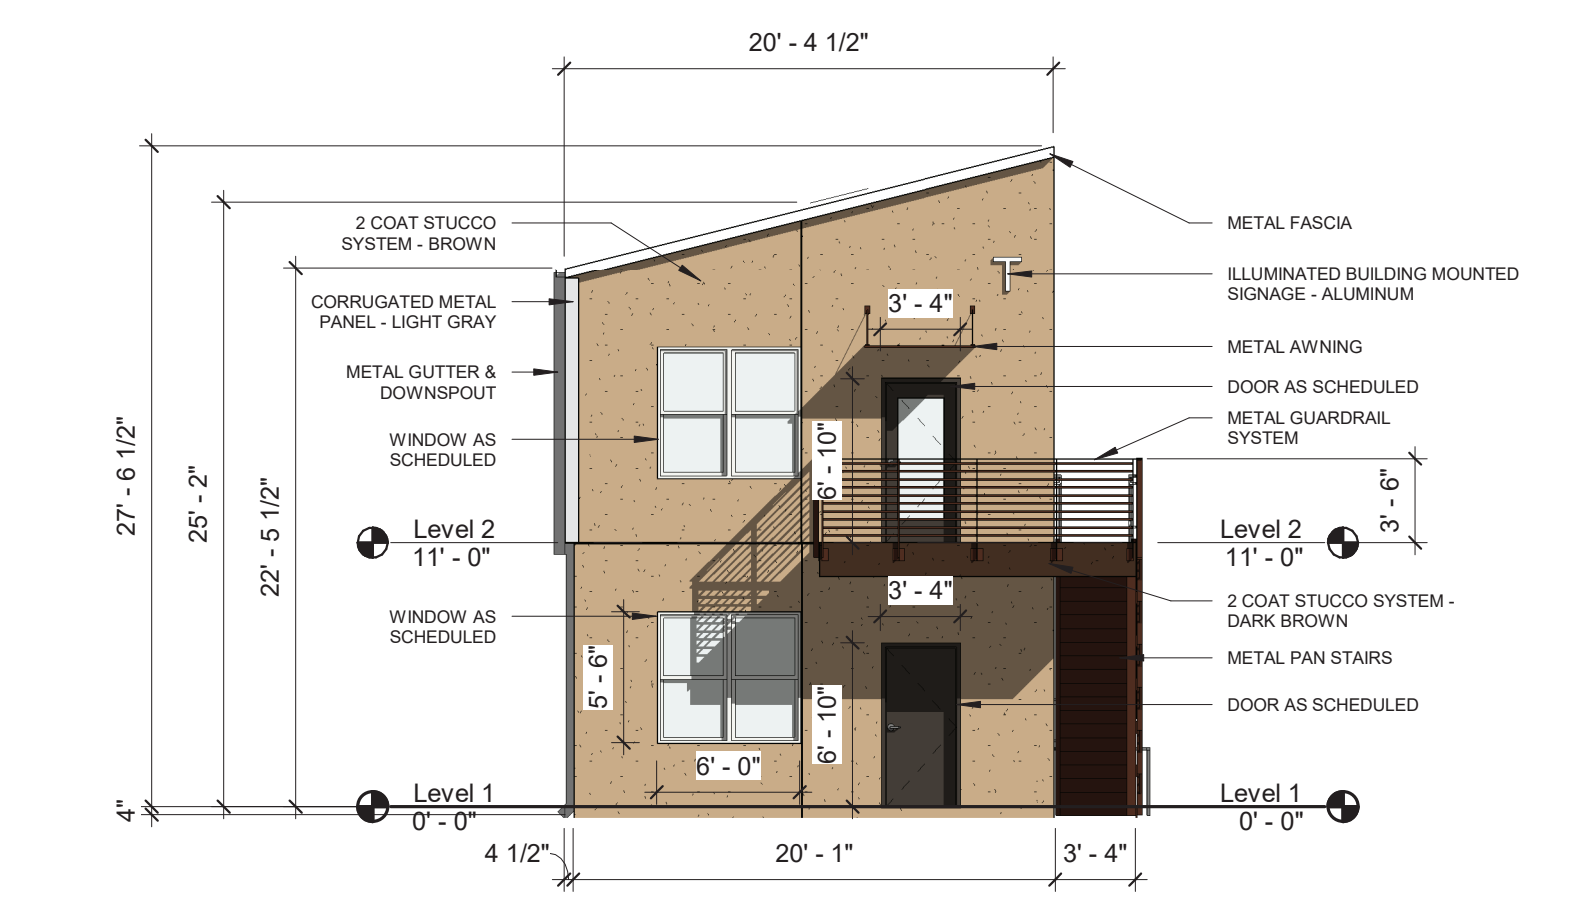 20' - 4 1/2"
2 COAT STUCCO
SYSTEM - BROWN
CORRUGATED METAL
PANEL - LIGHT GRAY
METAL GUTTER &
DOWNSPOUT
WINDOW AS
SCHEDULED
WINDOW AS
SCHEDULED
METAL FASCIA
ILLUMINATED BUILDING MOUNTED
SIGNAGE - ALUMINUM
METAL AWNING
DOOR AS SCHEDULED
METAL GUARDRAIL
SYSTEM
2 COAT STUCCO SYSTEM -
DARK BROWN
METAL PAN STAIRS
DOOR AS SCHEDULED
T
3' - 4"
6' - 10"
3' - 4"
6' - 10"
5' - 6"
6' - 0"
27' - 6 1/2"
25' - 2"
22' - 5 1/2"
4"
3' - 6"
Level 2
11' - 0"
Level 2
11' - 0"
Level 1
0' - 0"
Level 1
0' - 0"
4 1/2"
20' - 1"
3' - 4"